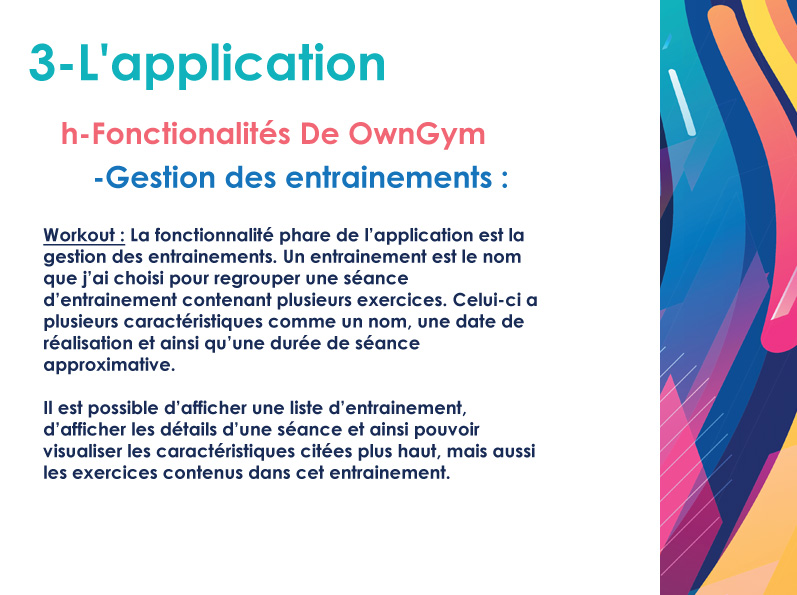 3-L'application
h-Fonctionalités De OwnGym
-Gestion des entrainements :
Workout : La fonctionnalité phare de l’application est la
gestion des entrainements. Un entrainement est le nom
que j’ai choisi pour regrouper une séance
d’entrainement contenant plusieurs exercices. Celui-ci a
plusieurs caractéristiques comme un nom, une date de
réalisation et ainsi qu’une durée de séance
approximative.
Il est possible d’afficher une liste d’entrainement,
d’afficher les détails d’une séance et ainsi pouvoir
visualiser les caractéristiques citées plus haut, mais aussi
les exercices contenus dans cet entrainement.